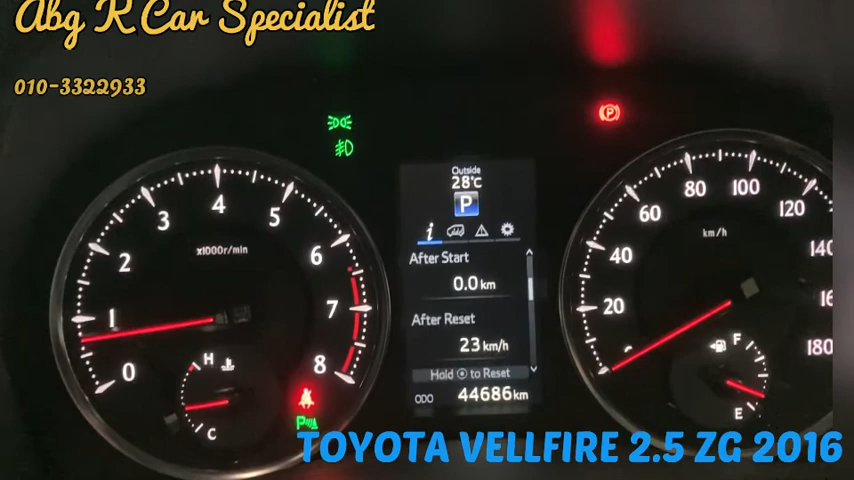 Abg R Car Specialist
010-3322933
Outside
28°C
P
i
After Start
0.0 km
After Reset
23 km/h
Hold ⊙ to Reset
ODO 44686 km
0 1 2 3 4 5 6 7 8
x1000r/min
H
C
P
20 40 60 80 100 120 140 16 180
km/h
F
E
(P)
TOYOTA VELLFIRE 2.5 ZG 2016